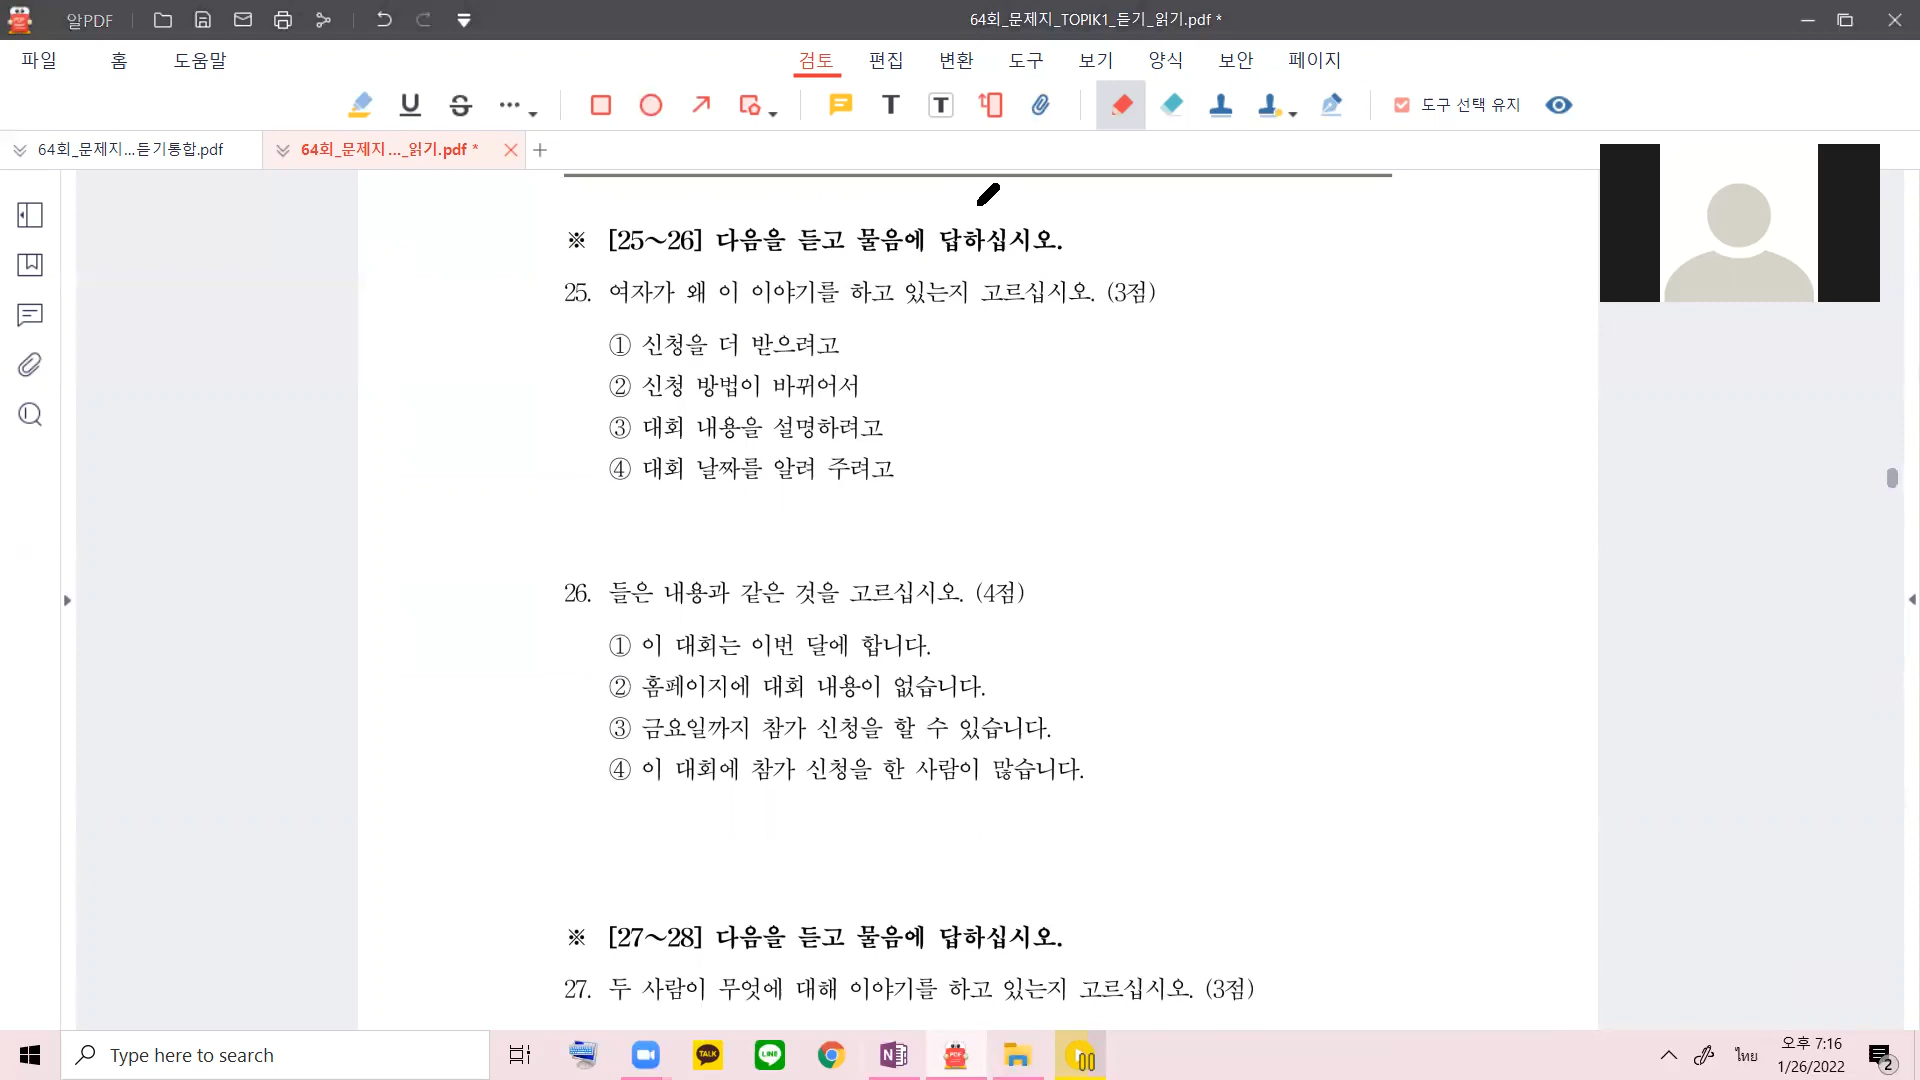 알PDF
64회_문제지_TOPIK1_듣기_읽기.pdf *
파일 홈 도움말 검토 편집 변환 도구 보기 양식 보안 페이지
도구 선택 유지
64회_문제지...듣기통합.pdf
64회_문제지..._읽기.pdf *
※ [25～26] 다음을 듣고 물음에 답하십시오.
25. 여자가 왜 이 이야기를 하고 있는지 고르십시오. (3점)
① 신청을 더 받으려고
② 신청 방법이 바뀌어서
③ 대회 내용을 설명하려고
④ 대회 날짜를 알려 주려고
26. 들은 내용과 같은 것을 고르십시오. (4점)
① 이 대회는 이번 달에 합니다.
② 홈페이지에 대회 내용이 없습니다.
③ 금요일까지 참가 신청을 할 수 있습니다.
④ 이 대회에 참가 신청을 한 사람이 많습니다.
※ [27～28] 다음을 듣고 물음에 답하십시오.
27. 두 사람이 무엇에 대해 이야기를 하고 있는지 고르십시오. (3점)
Type here to search
TALK
LINE
N
PDF
ไทย
오후 7:16
1/26/2022
2